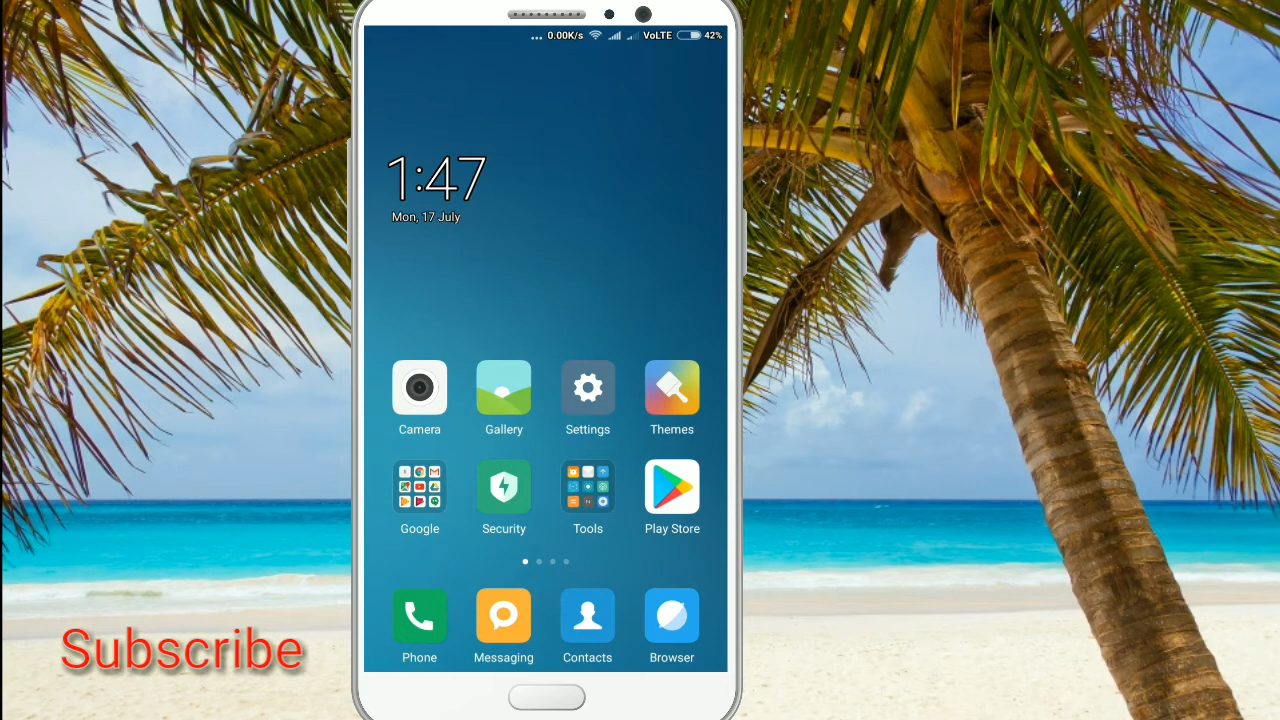 ... 0.00K/s VoLTE 42%
1:47
Mon, 17 July
Camera Gallery Settings Themes
Google Security Tools Play Store
Phone Messaging Contacts Browser
Subscribe